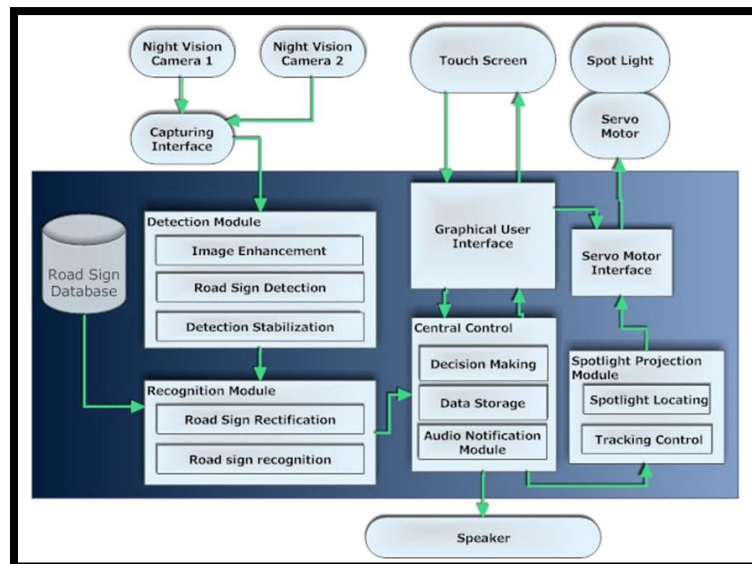 Night Vision
Camera 1
Night Vision
Camera 2
Touch Screen
Spot Light
Servo
Motor
Capturing
Interface
Detection Module
Image Enhancement
Road Sign Detection
Detection Stabilization
Road Sign
Database
Graphical User
Interface
Servo Motor
Interface
Recognition Module
Road Sign Rectification
Road sign recognition
Central Control
Decision Making
Data Storage
Audio Notification
Module
Spotlight Projection
Module
Spotlight Locating
Tracking Control
Speaker